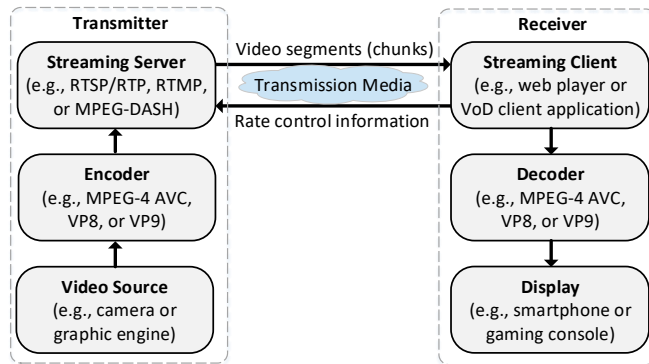 Transmitter
Streaming Server
(e.g., RTSP/RTP, RTMP,
or MPEG-DASH)
Encoder
(e.g., MPEG-4 AVC,
VP8, or VP9)
Video Source
(e.g., camera or
graphic engine)
Video segments (chunks)
Transmission Media
Rate control information
Receiver
Streaming Client
(e.g., web player or
VoD client application)
Decoder
(e.g., MPEG-4 AVC,
VP8, or VP9)
Display
(e.g., smartphone or
gaming console)